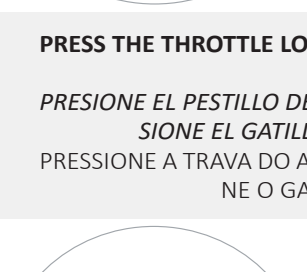 PRESS THE THROTTLE LO
PRESIONE EL PESTILLO DE
SIONE EL GATILL
PRESSIONE A TRAVA DO A
NE O GA